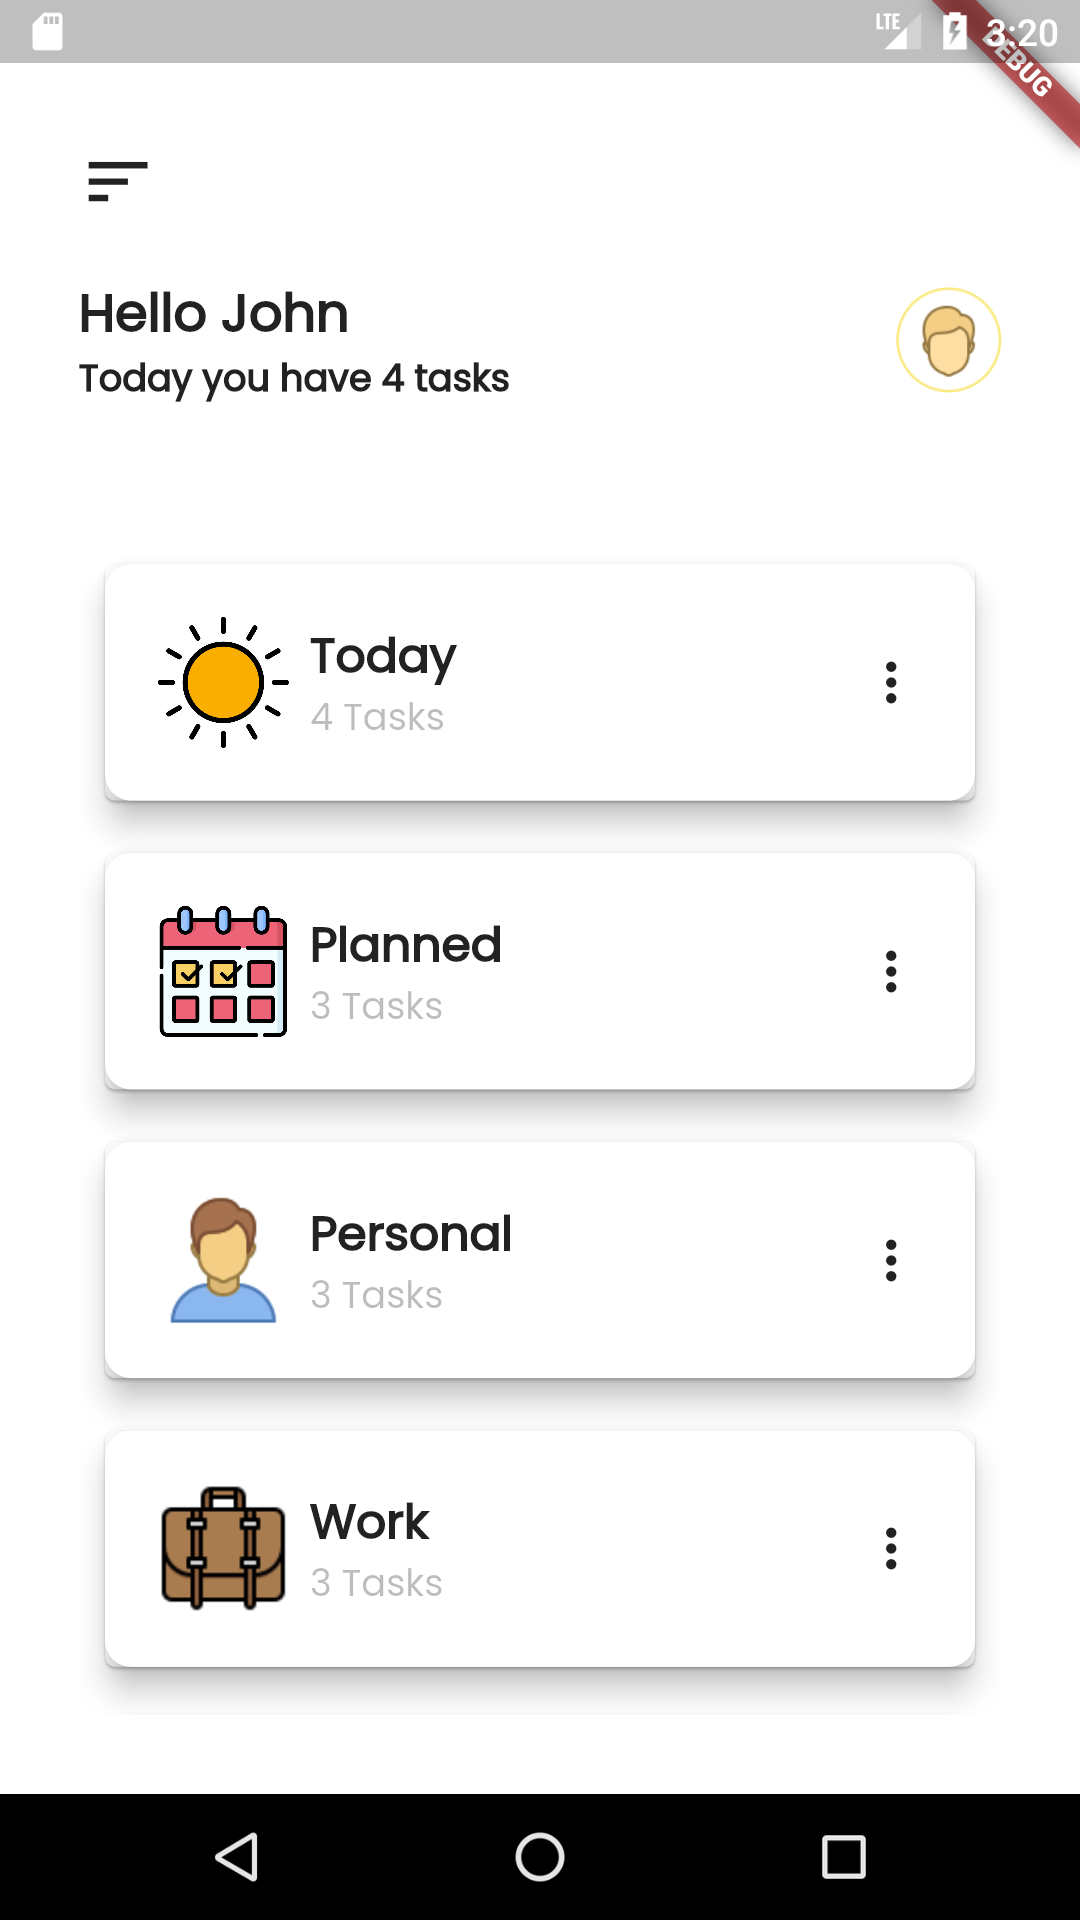 LTE 3:20
DEBUG
Hello John
Today you have 4 tasks
Today
4 Tasks
Planned
3 Tasks
Personal
3 Tasks
Work
3 Tasks